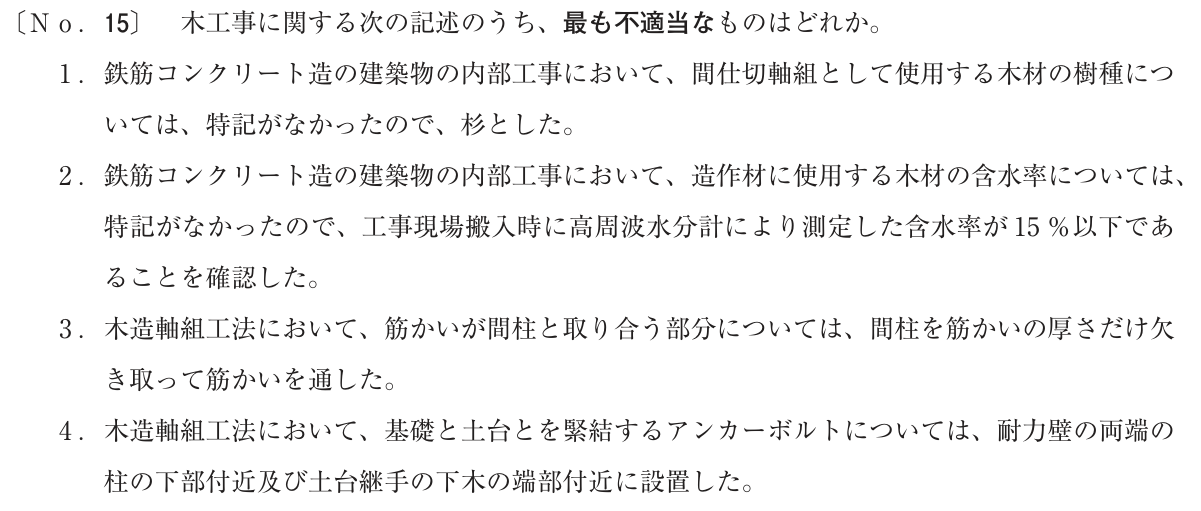 〔Ｎｏ．15〕　木工事に関する次の記述のうち、最も不適当なものはどれか。
１．鉄筋コンクリート造の建築物の内部工事において、間仕切軸組として使用する木材の樹種につ
いては、特記がなかったので、杉とした。
２．鉄筋コンクリート造の建築物の内部工事において、造作材に使用する木材の含水率については、
特記がなかったので、工事現場搬入時に高周波水分計により測定した含水率が 15 ％以下であ
ることを確認した。
３．木造軸組工法において、筋かいが間柱と取り合う部分については、間柱を筋かいの厚さだけ欠
き取って筋かいを通した。
４．木造軸組工法において、基礎と土台とを緊結するアンカーボルトについては、耐力壁の両端の
柱の下部付近及び土台継手の下木の端部付近に設置した。